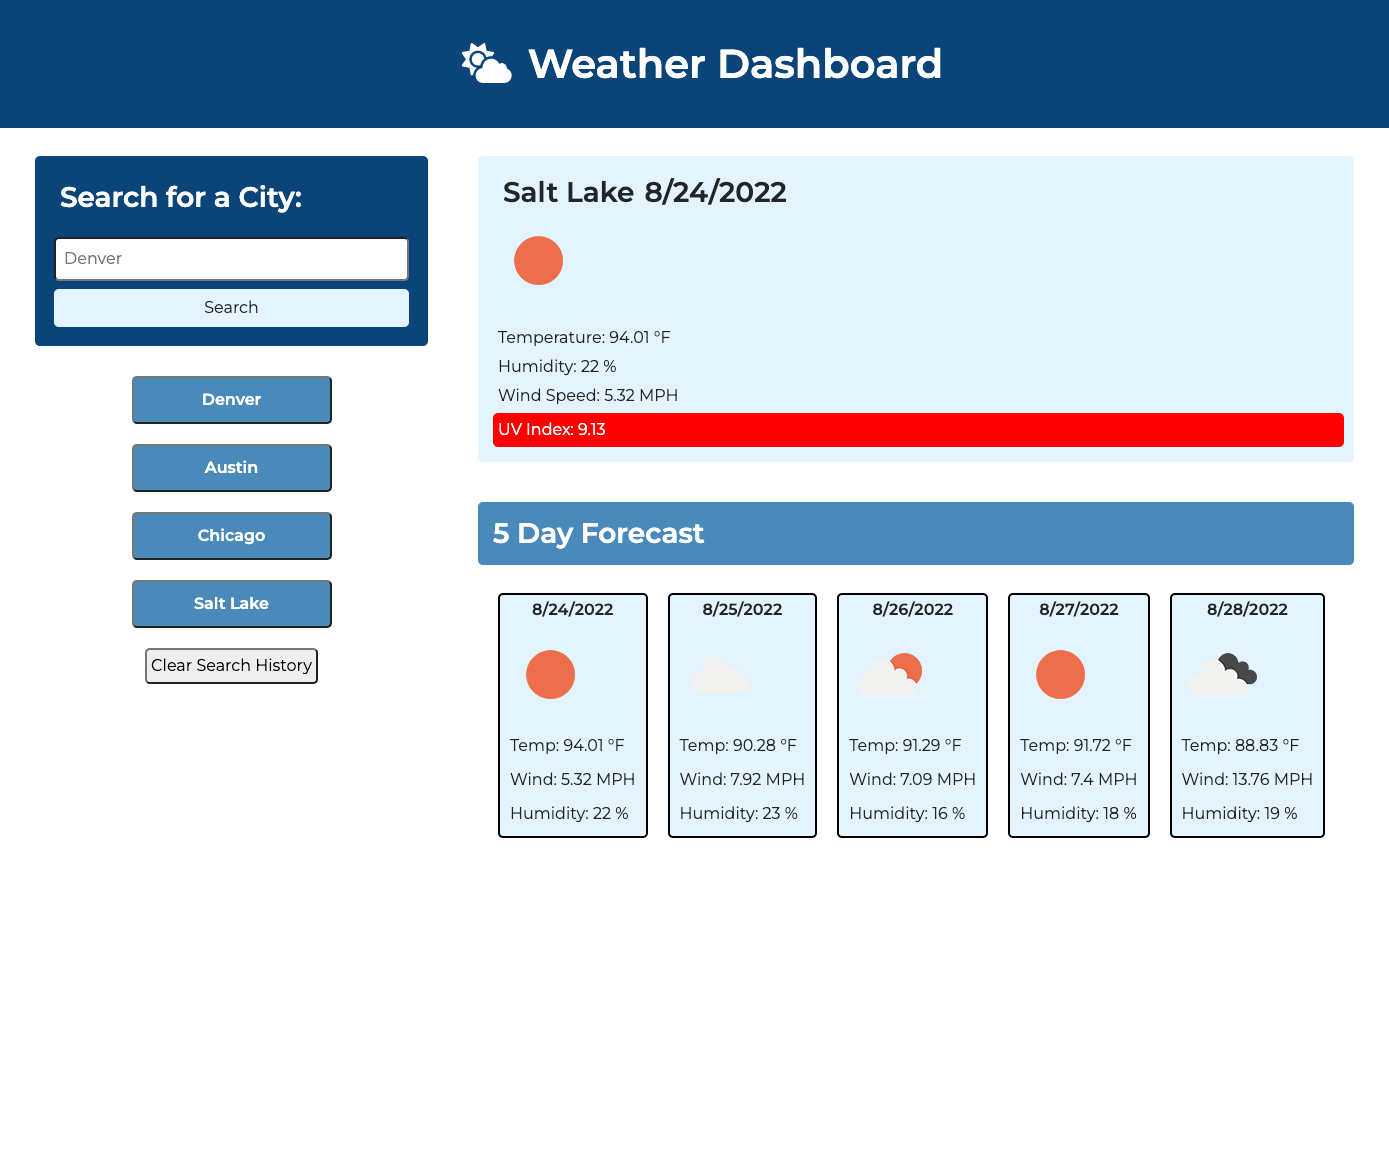 Weather Dashboard
Search for a City:
Denver
Search
Denver
Austin
Chicago
Salt Lake
Clear Search History
Salt Lake 8/24/2022
Temperature: 94.01 °F
Humidity: 22 %
Wind Speed: 5.32 MPH
UV Index: 9.13
5 Day Forecast
8/24/2022
Temp: 94.01 °F
Wind: 5.32 MPH
Humidity: 22 %
8/25/2022
Temp: 90.28 °F
Wind: 7.92 MPH
Humidity: 23 %
8/26/2022
Temp: 91.29 °F
Wind: 7.09 MPH
Humidity: 16 %
8/27/2022
Temp: 91.72 °F
Wind: 7.4 MPH
Humidity: 18 %
8/28/2022
Temp: 88.83 °F
Wind: 13.76 MPH
Humidity: 19 %